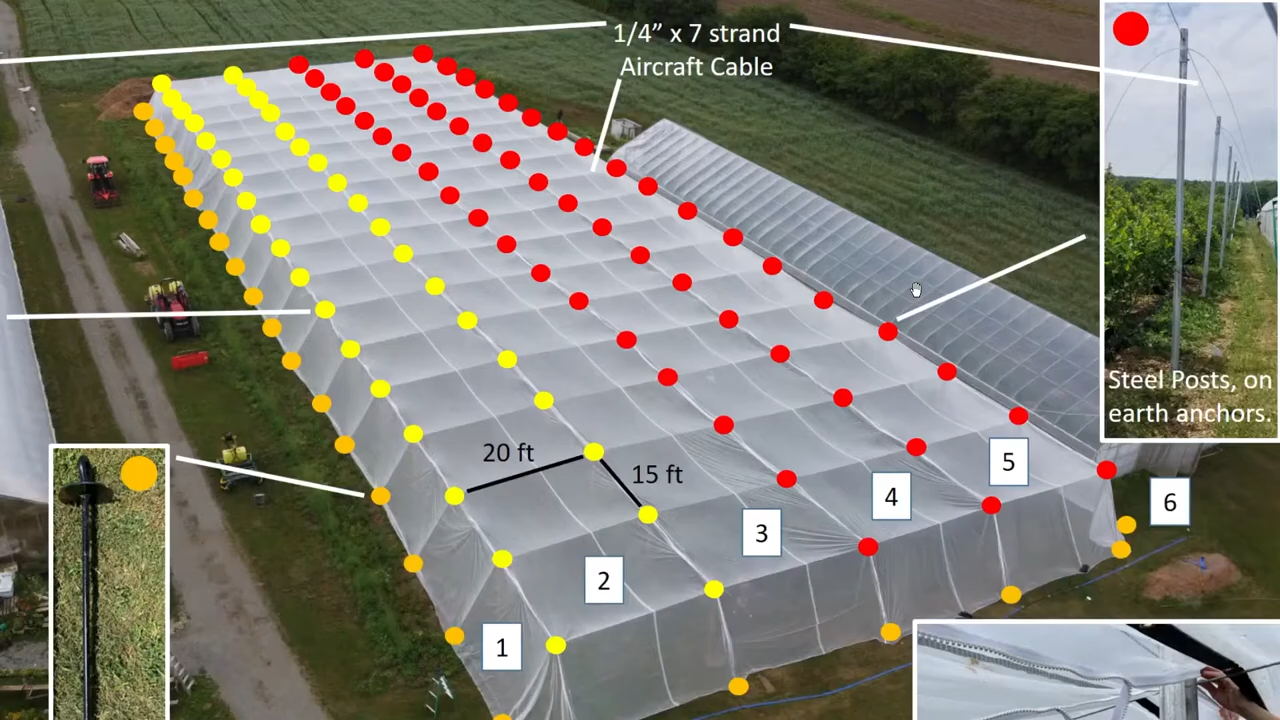 1/4” x 7 strand
Aircraft Cable
Steel Posts, on
earth anchors.
20 ft
15 ft
5
4
6
3
2
1